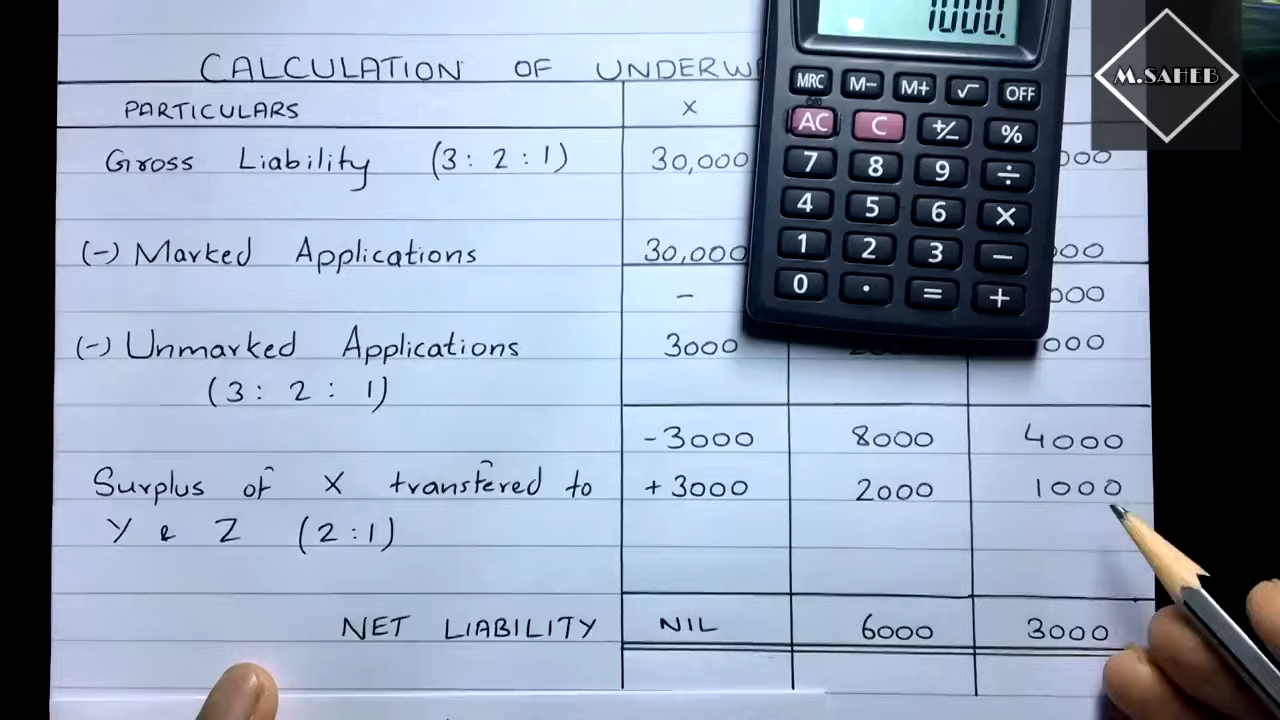 1000.
M.SAHEB
CALCULATION OF
PARTICULARS X
Gross Liability (3:2:1) 30,000
(-) Marked Applications 30,000
-
(-) Unmarked Applications 3000
(3 : 2 : 1)
-3000 8000 4000
Surplus of X transfered to +3000 2000 1000
Y & Z (2:1)
NET LIABILITY NIL 6000 3000
MRC M- M+ √ OFF
AC C +/- %
7 8 9 ÷
4 5 6 ×
1 2 3 -
0 . = +